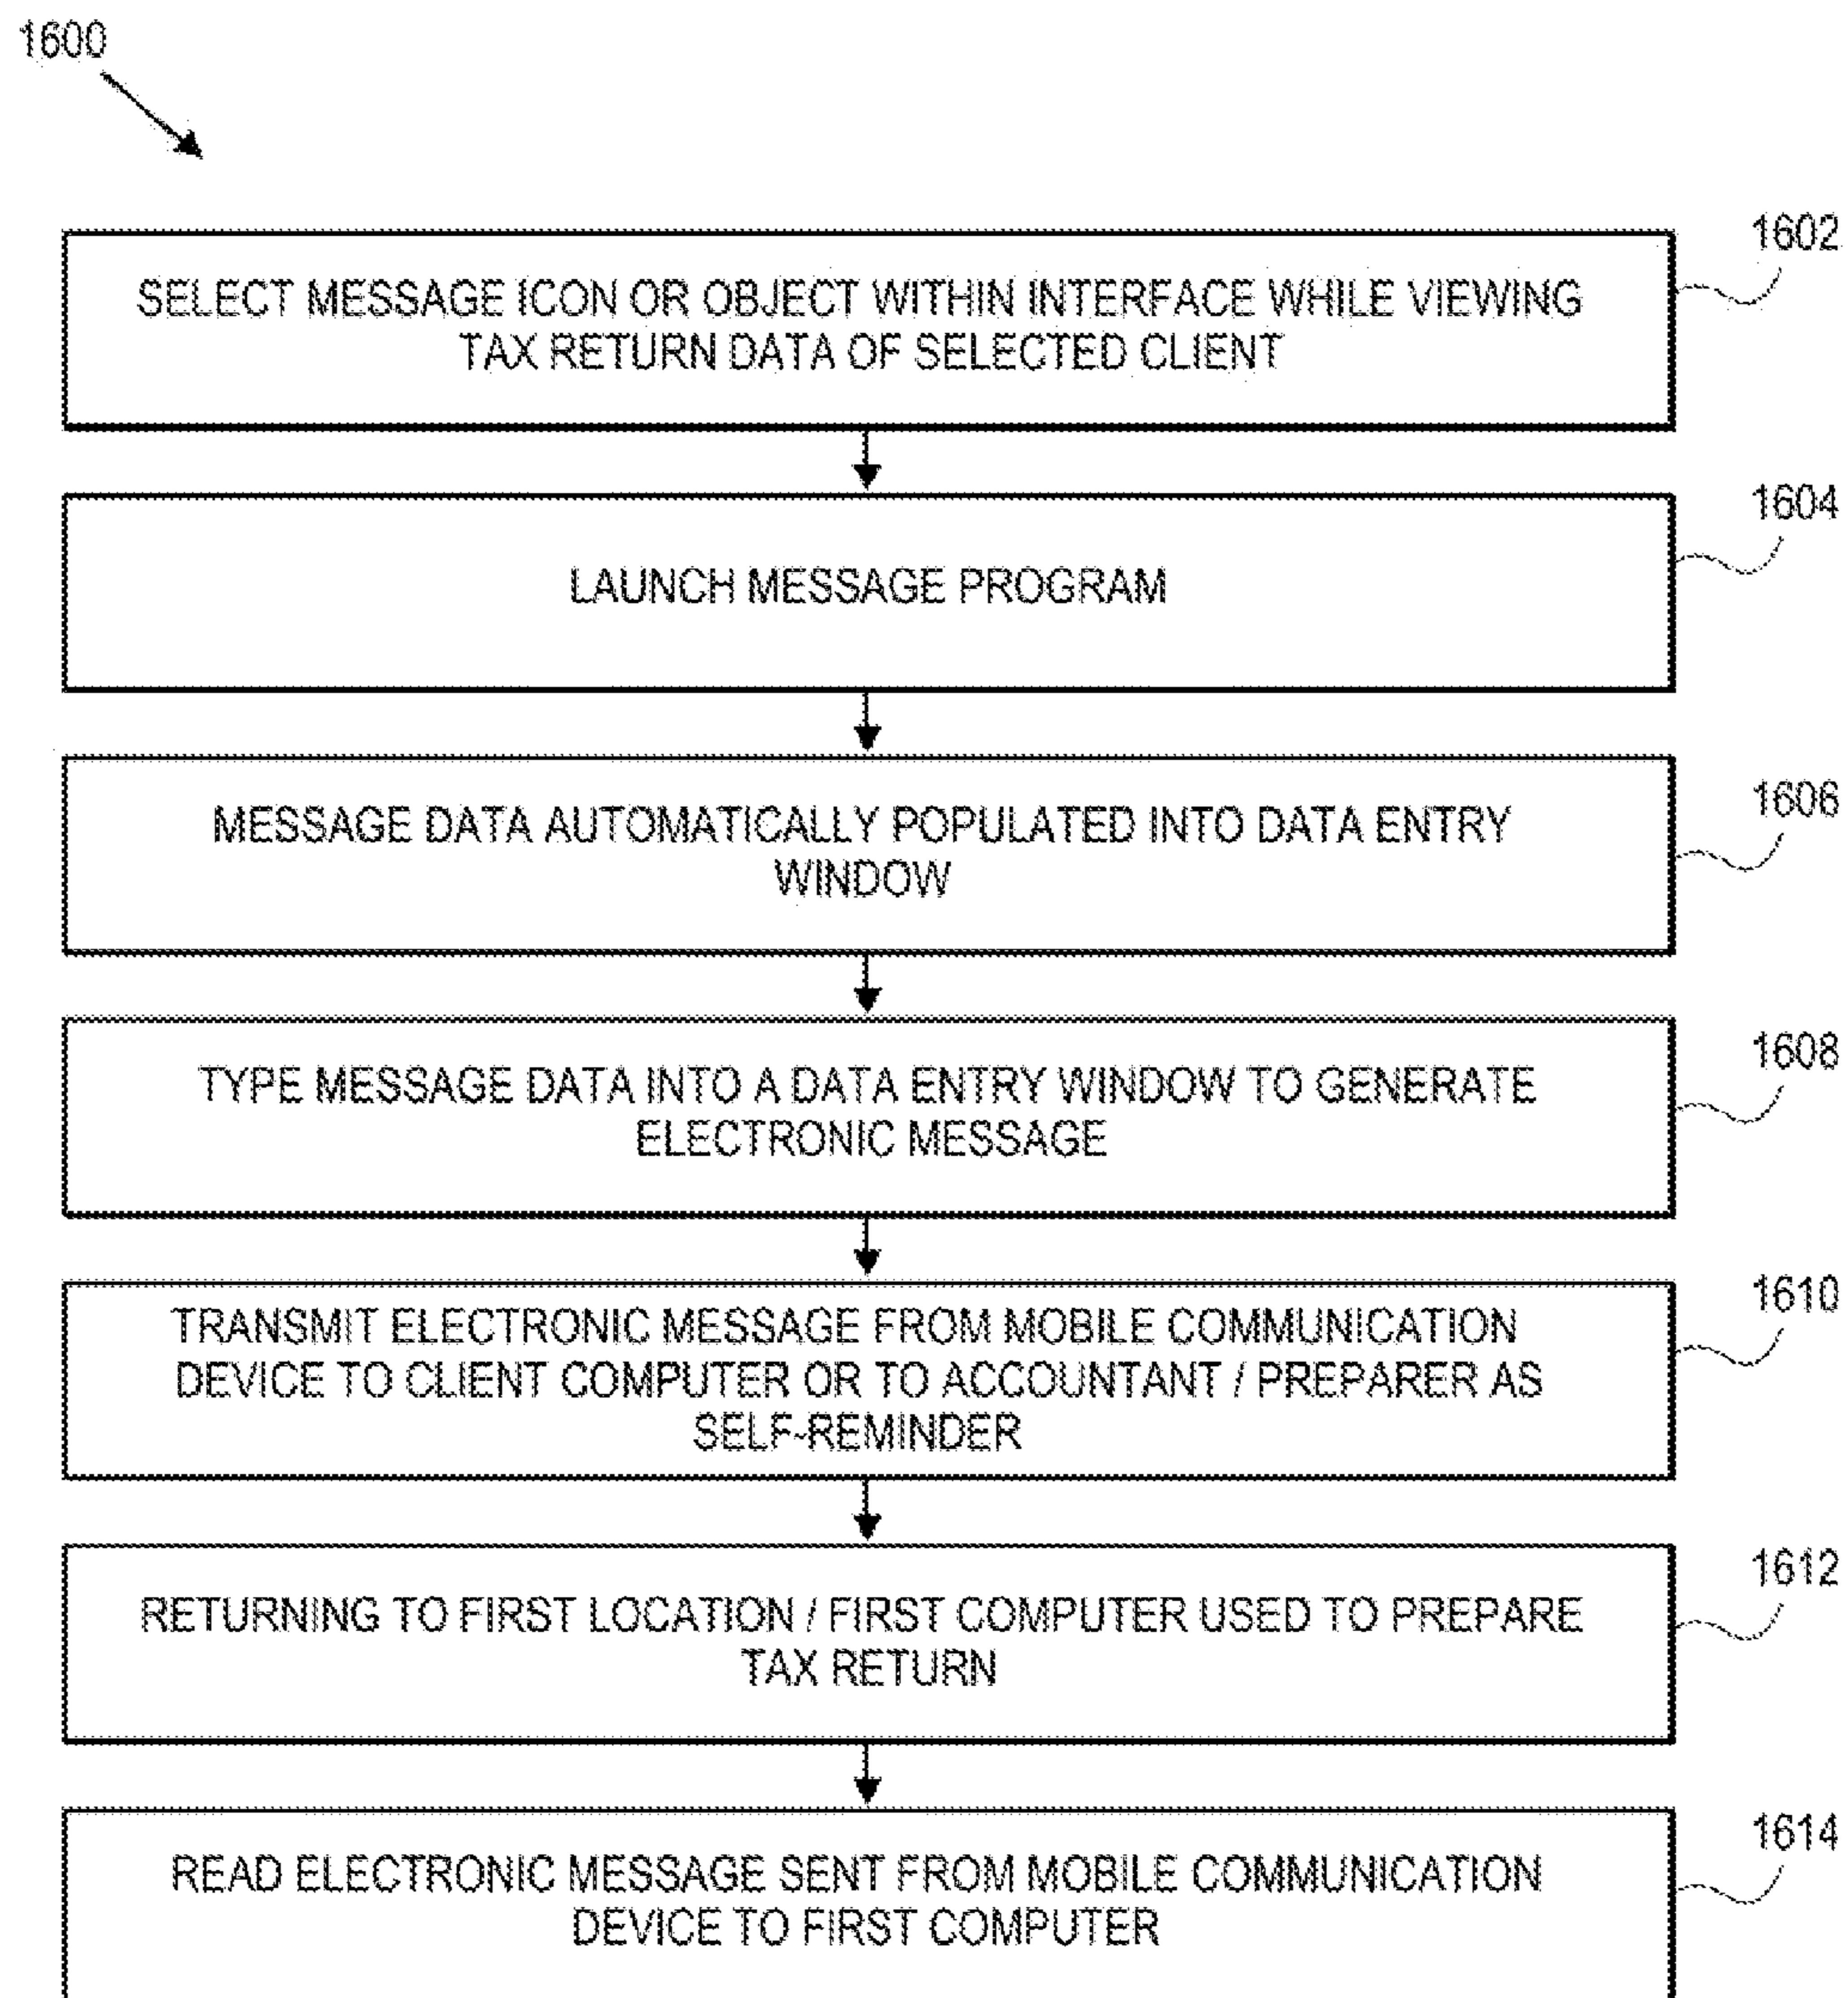 1600
1602
SELECT MESSAGE ICON OR OBJECT WITHIN INTERFACE WHILE VIEWING
TAX RETURN DATA OF SELECTED CLIENT
1604
LAUNCH MESSAGE PROGRAM
1606
MESSAGE DATA AUTOMATICALLY POPULATED INTO DATA ENTRY
WINDOW
1608
TYPE MESSAGE DATA INTO A DATA ENTRY WINDOW TO GENERATE
ELECTRONIC MESSAGE
1610
TRANSMIT ELECTRONIC MESSAGE FROM MOBILE COMMUNICATION
DEVICE TO CLIENT COMPUTER OR TO ACCOUNTANT / PREPARER AS
SELF-REMINDER
1612
RETURNING TO FIRST LOCATION / FIRST COMPUTER USED TO PREPARE
TAX RETURN
1614
READ ELECTRONIC MESSAGE SENT FROM MOBILE COMMUNICATION
DEVICE TO FIRST COMPUTER